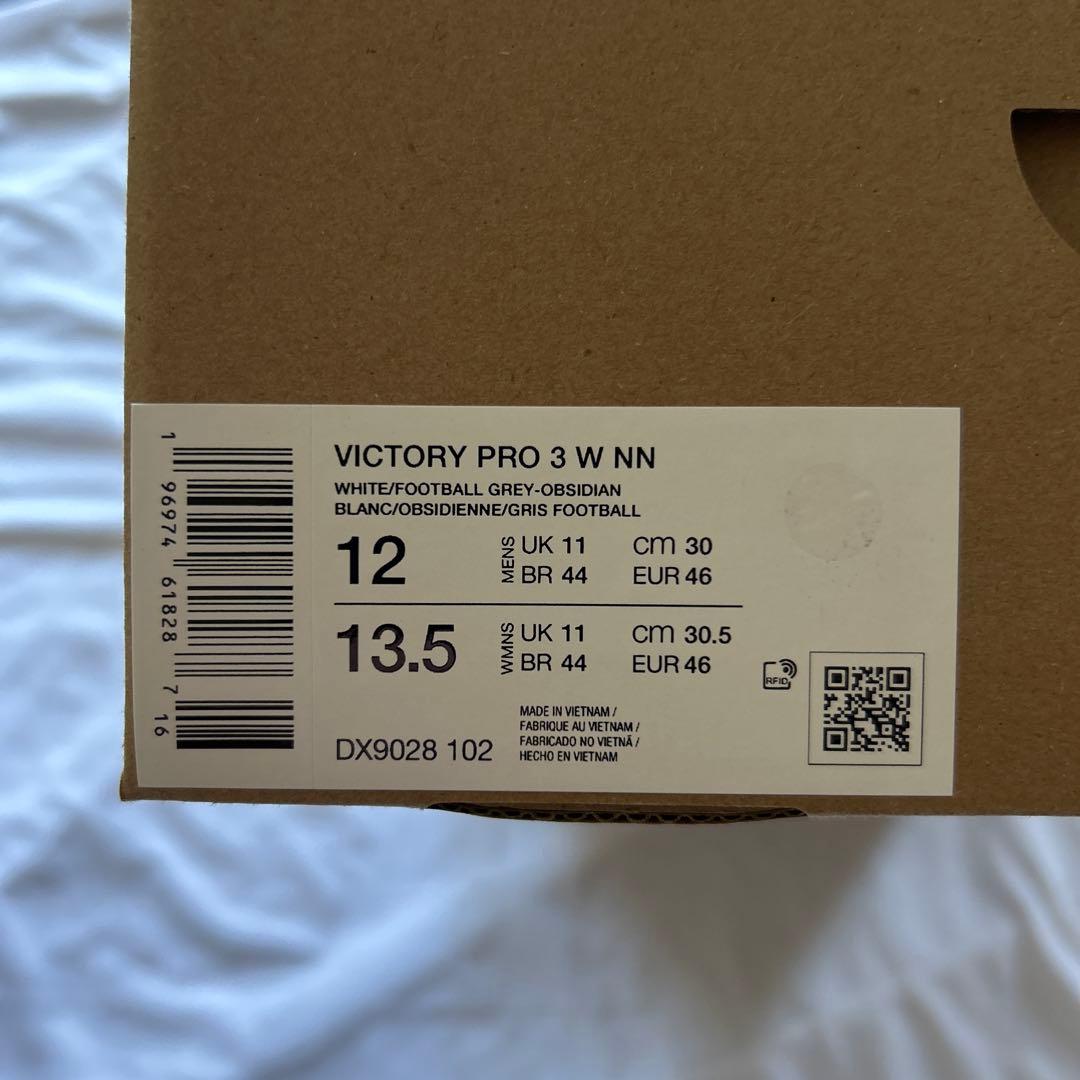 1 96974 61828 7 16
VICTORY PRO 3 W NN
WHITE/FOOTBALL GREY-OBSIDIAN
BLANC/OBSIDIENNE/GRIS FOOTBALL
12 MENS UK 11 cm 30
BR 44 EUR 46
13.5 WMNS UK 11 cm 30.5
BR 44 EUR 46
RFID
DX9028 102
MADE IN VIETNAM /
FABRIQUE AU VIETNAM /
FABRICADO NO VIETNÃ /
HECHO EN VIETNAM